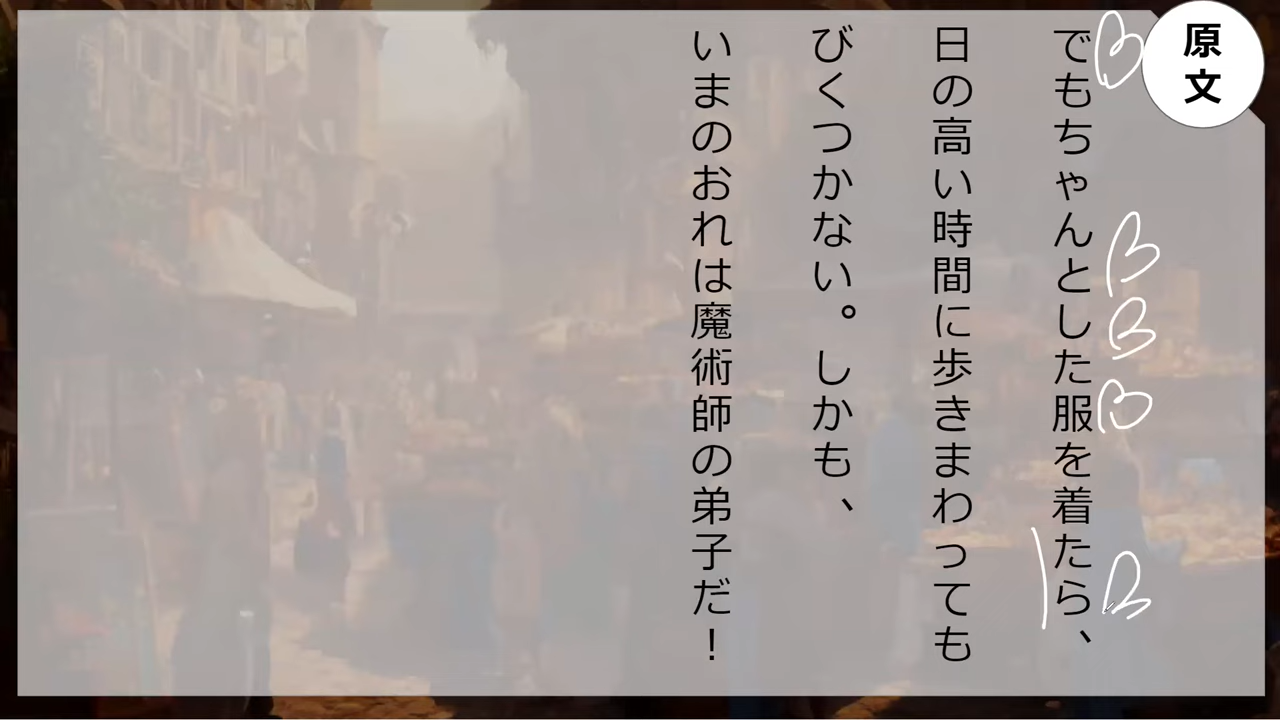 原文
でもちゃんとした服を着たら、
日の高い時間に歩きまわっても
びくつかない。しかも、
いまのおれは魔術師の弟子だ！
B
B
B
B
B